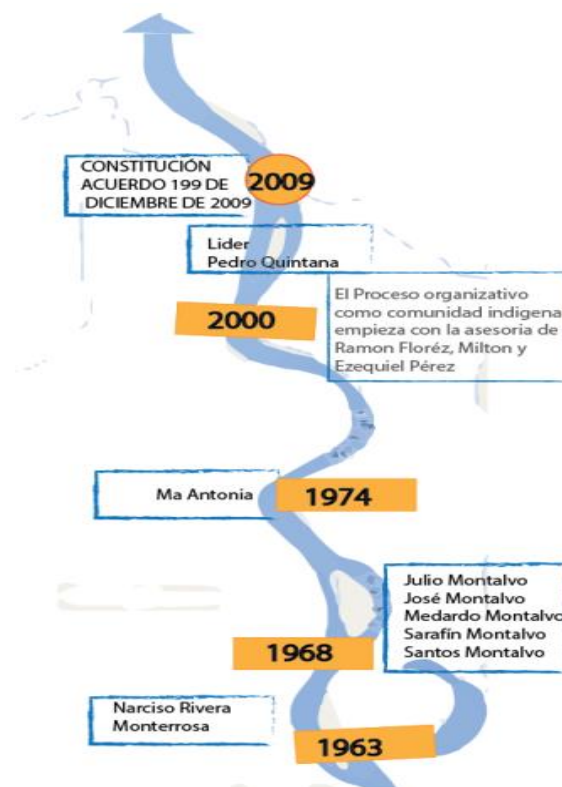 CONSTITUCIÓN
ACUERDO 199 DE
DICIEMBRE DE 2009
2009
Lider
Pedro Quintana
2000
El Proceso organizativo
como comunidad indigena
empieza con la asesoria de
Ramon Floréz, Milton y
Ezequiel Pérez
Ma Antonia
1974
Julio Montalvo
José Montalvo
Medardo Montalvo
Sarafín Montalvo
Santos Montalvo
1968
Narciso Rivera
Monterrosa
1963